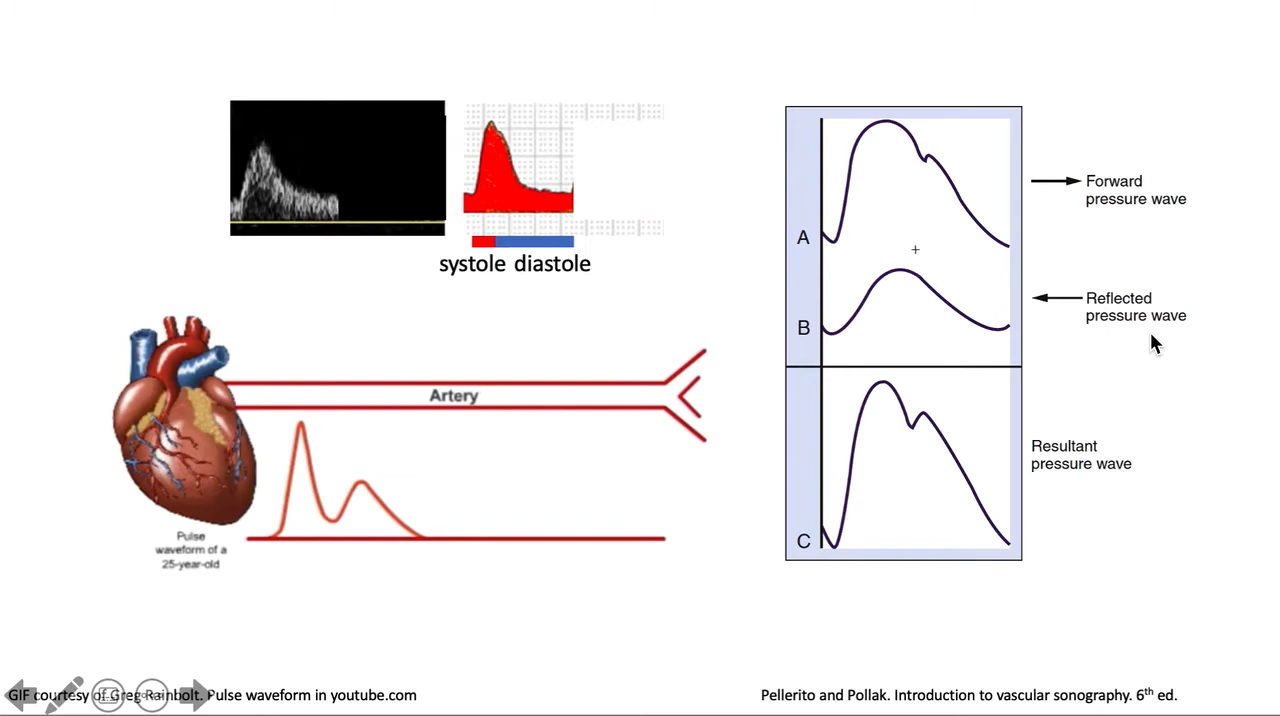 systole diastole
Artery
Pulse
waveform of a
25-year-old
A
+
B
C
Forward
pressure wave
Reflected
pressure wave
Resultant
pressure wave
GIF courtesy of Greg Rainbolt. Pulse waveform in youtube.com
Pellerito and Pollak. Introduction to vascular sonography. 6th ed.